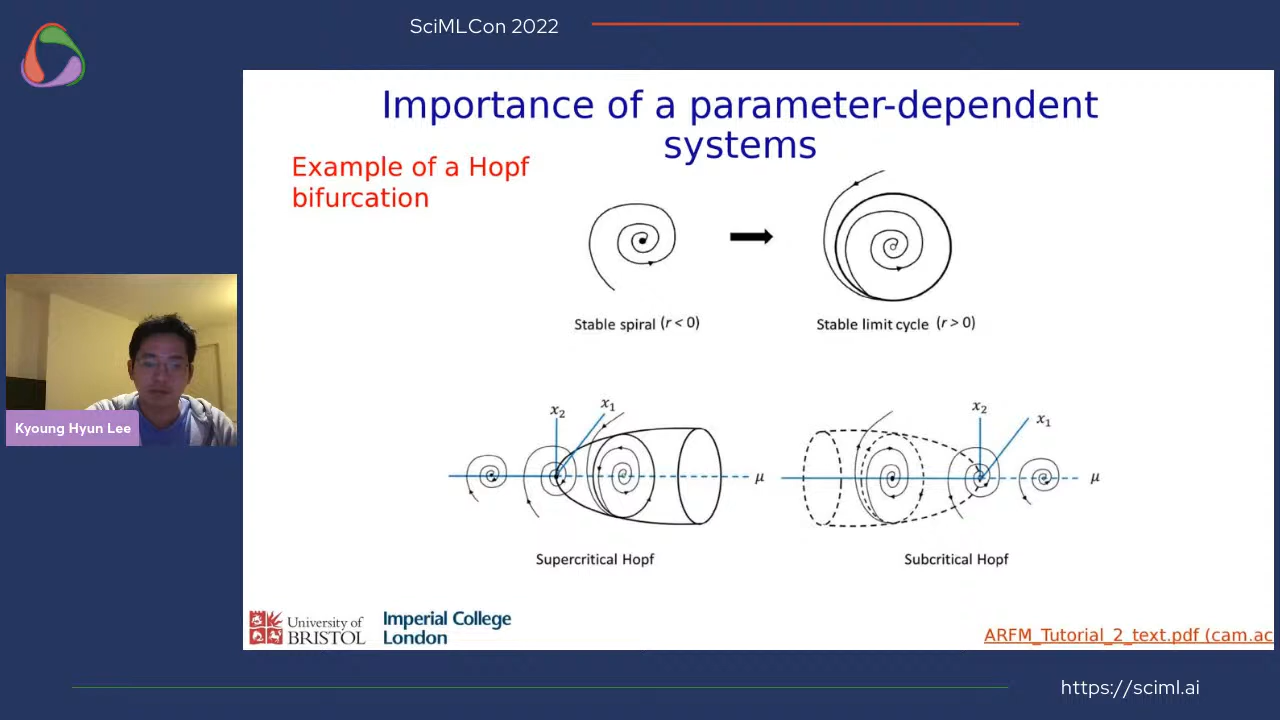 SciMLCon 2022
Importance of a parameter-dependent
systems
Example of a Hopf
bifurcation
Stable spiral (r < 0)
Stable limit cycle (r > 0)
x₂
x₁
μ
x₂
x₁
μ
Supercritical Hopf
Subcritical Hopf
Kyoung Hyun Lee
University of
BRISTOL
Imperial College
London
ARFM_Tutorial_2_text.pdf (cam.ac
https://sciml.ai